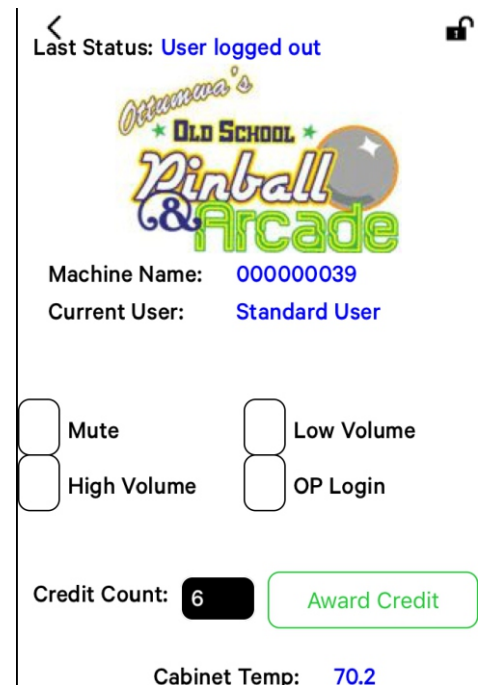 Last Status: User logged out
Ottumwa's
Old School
Pinball
& Arcade
Machine Name: 000000039
Current User: Standard User
Mute Low Volume
High Volume OP Login
Credit Count: 6 Award Credit
Cabinet Temp: 70.2